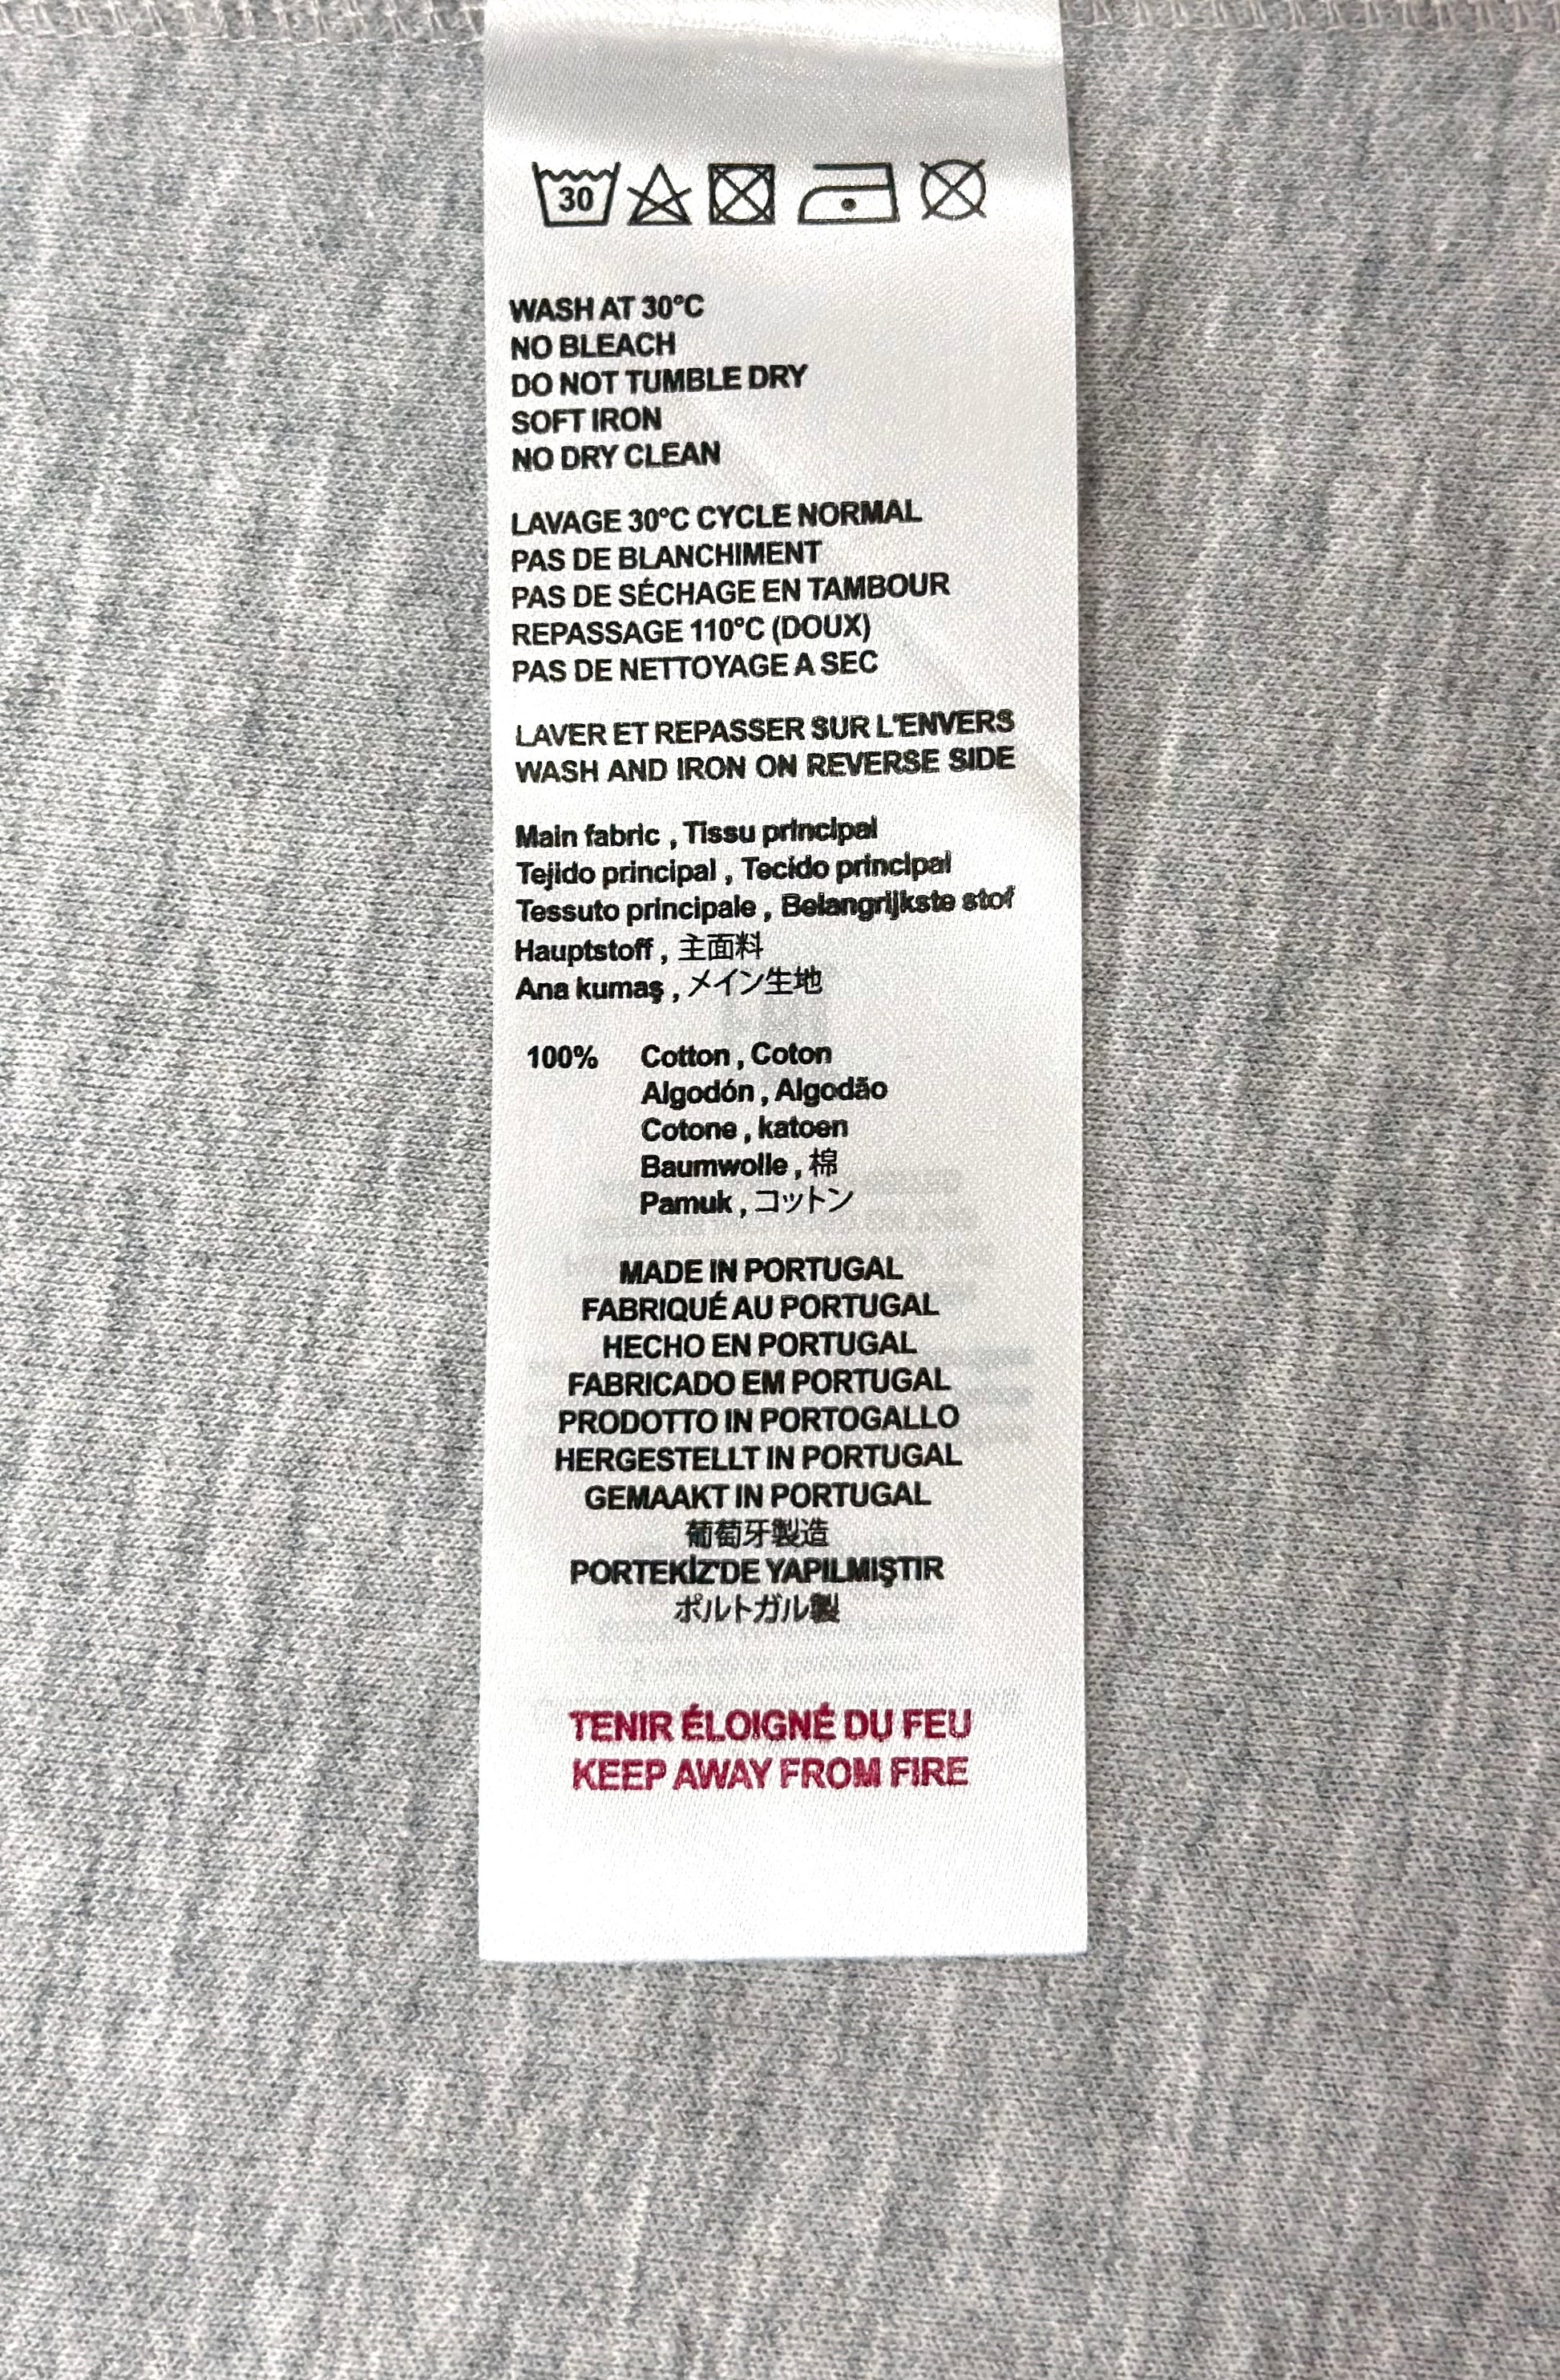 30
WASH AT 30°C
NO BLEACH
DO NOT TUMBLE DRY
SOFT IRON
NO DRY CLEAN
LAVAGE 30°C CYCLE NORMAL
PAS DE BLANCHIMENT
PAS DE SÉCHAGE EN TAMBOUR
REPASSAGE 110°C (DOUX)
PAS DE NETTOYAGE A SEC
LAVER ET REPASSER SUR L'ENVERS
WASH AND IRON ON REVERSE SIDE
Main fabric , Tissu principal
Tejido principal , Tecido principal
Tessuto principale , Belangrijkste stof
Hauptstoff , 主面料
Ana kumaş , メイン生地
100% Cotton , Coton
Algodón , Algodão
Cotone , katoen
Baumwolle , 棉
Pamuk , コットン
MADE IN PORTUGAL
FABRIQUÉ AU PORTUGAL
HECHO EN PORTUGAL
FABRICADO EM PORTUGAL
PRODOTTO IN PORTOGALLO
HERGESTELLT IN PORTUGAL
GEMAAKT IN PORTUGAL
葡萄牙製造
PORTEKİZ'DE YAPILMIŞTIR
ポルトガル製
TENIR ÉLOIGNÉ DU FEU
KEEP AWAY FROM FIRE